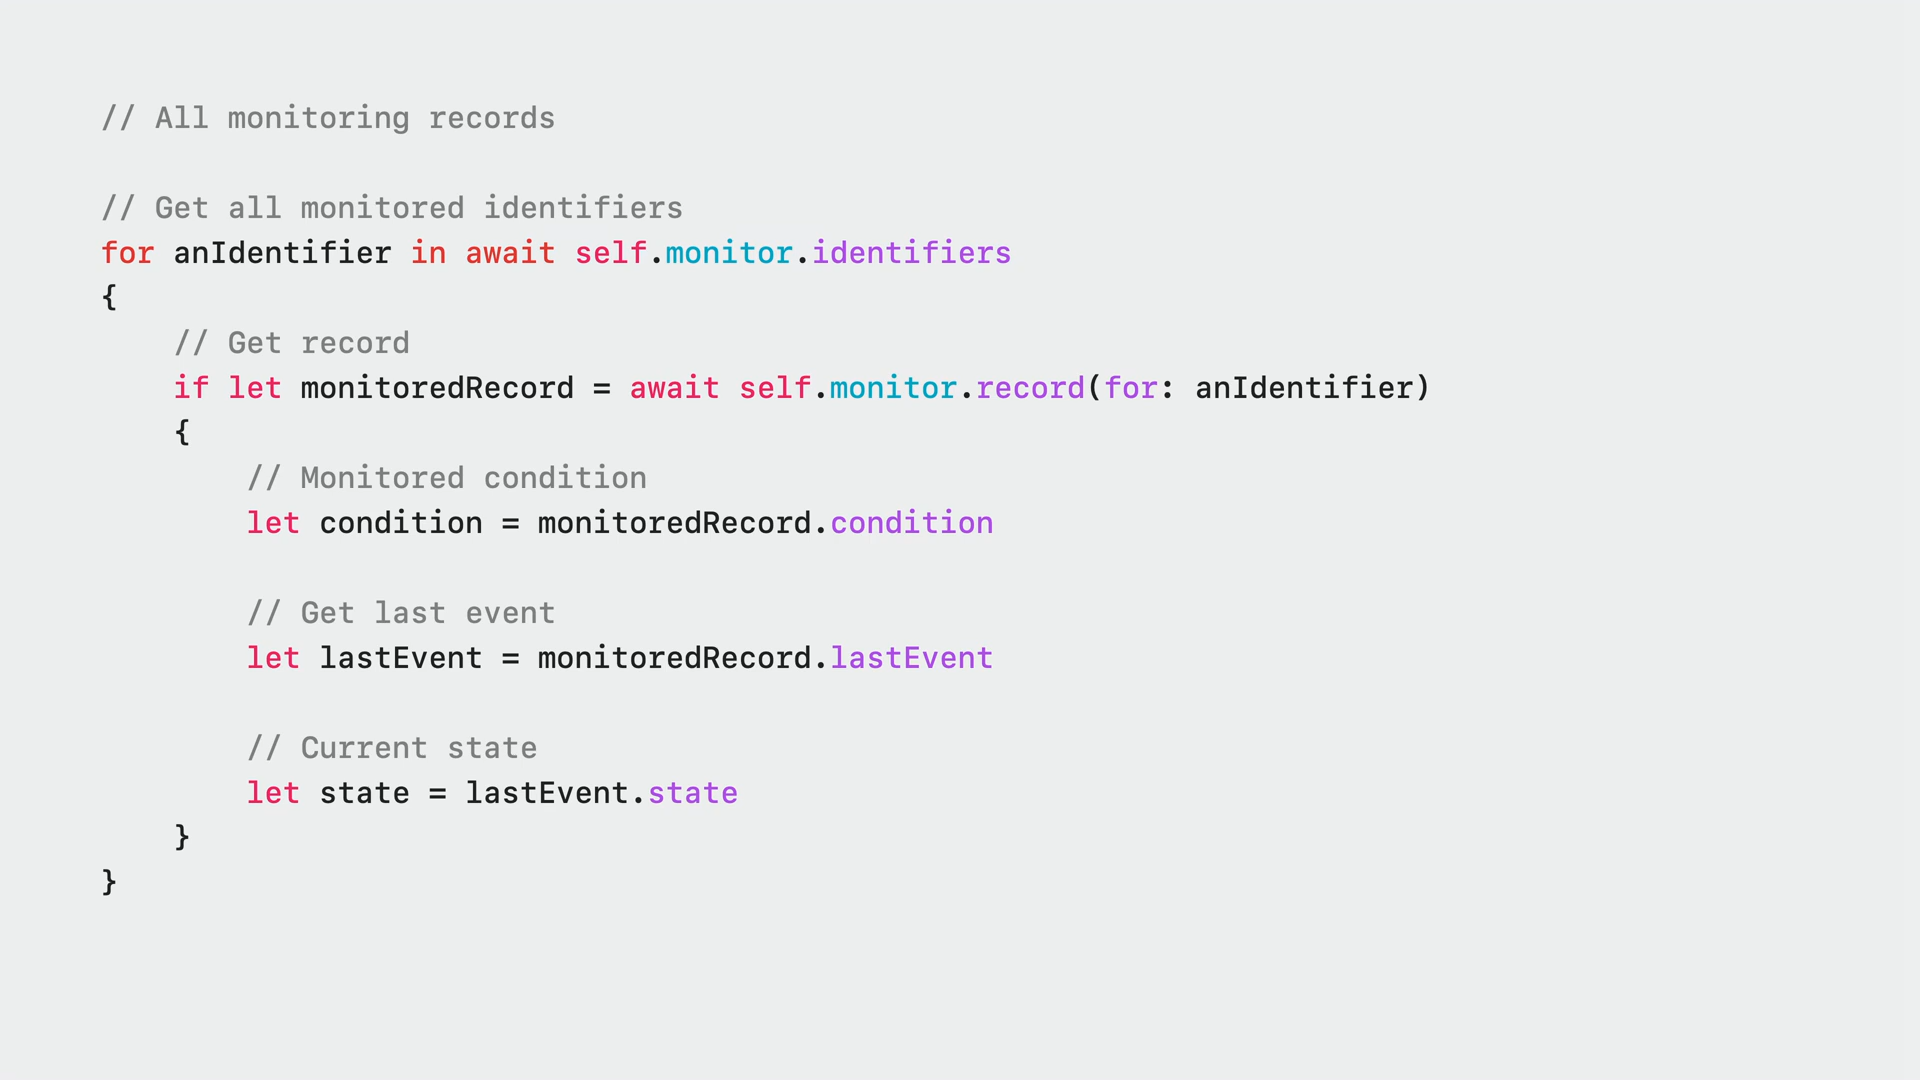 // All monitoring records
// Get all monitored identifiers
for anIdentifier in await self.monitor.identifiers
{
// Get record
if let monitoredRecord = await self.monitor.record(for: anIdentifier)
{
// Monitored condition
let condition = monitoredRecord.condition
// Get last event
let lastEvent = monitoredRecord.lastEvent
// Current state
let state = lastEvent.state
}
}